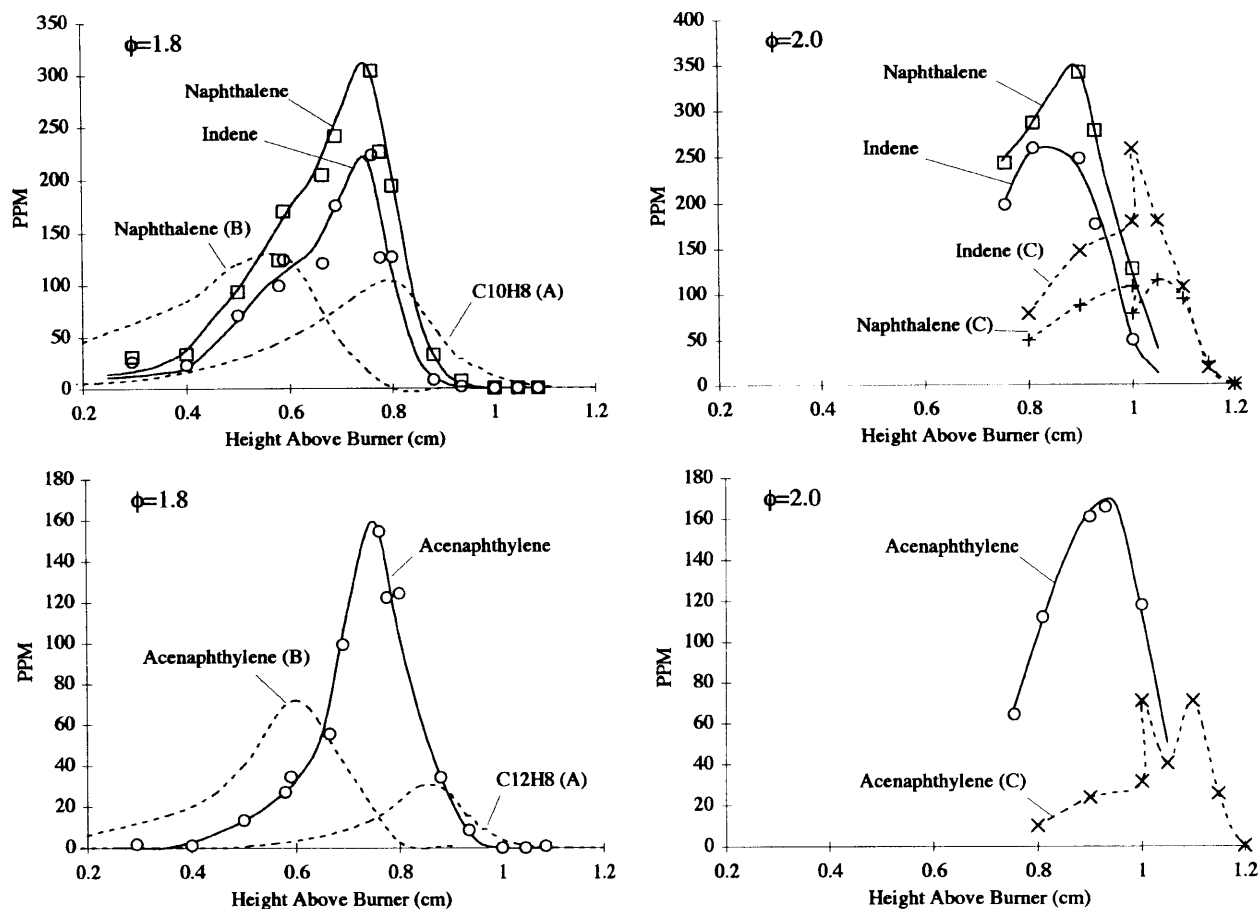 ϕ=1.8
350
300
250
200
150
100
50
0
PPM
Naphthalene
Indene
Naphthalene (B)
C10H8 (A)
0.2 0.4 0.6 0.8 1 1.2
Height Above Burner (cm)
ϕ=2.0
400
350
300
250
200
150
100
50
0
PPM
Naphthalene
Indene
Indene (C)
Naphthalene (C)
0.2 0.4 0.6 0.8 1 1.2
Height Above Burner (cm)
ϕ=1.8
180
160
140
120
100
80
60
40
20
0
PPM
Acenaphthylene
Acenaphthylene (B)
C12H8 (A)
0.2 0.4 0.6 0.8 1 1.2
Height Above Burner (cm)
ϕ=2.0
180
160
140
120
100
80
60
40
20
0
PPM
Acenaphthylene
Acenaphthylene (C)
0.2 0.4 0.6 0.8 1 1.2
Height Above Burner (cm)